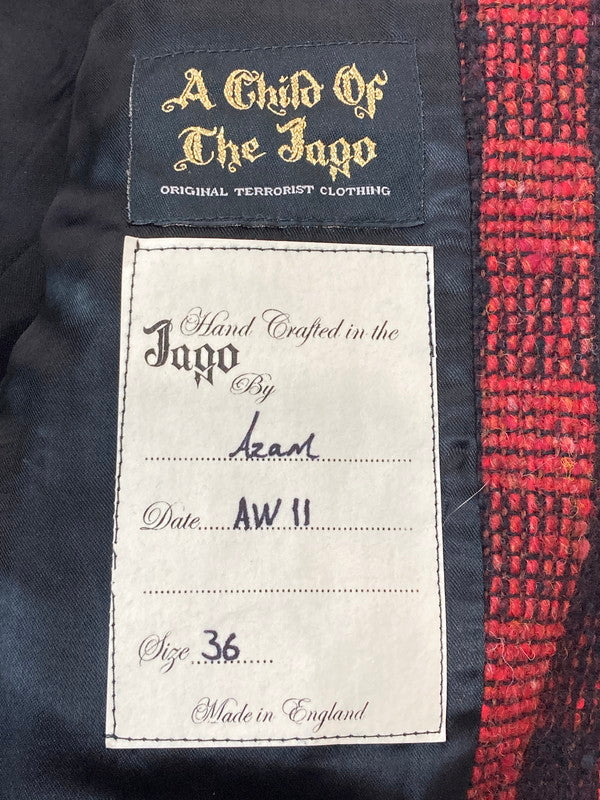 A Child Of
The Jago
ORIGINAL TERRORIST CLOTHING
Hand Crafted in the
Jago
By
Azam
Date AW 11
Size 36
Made in England